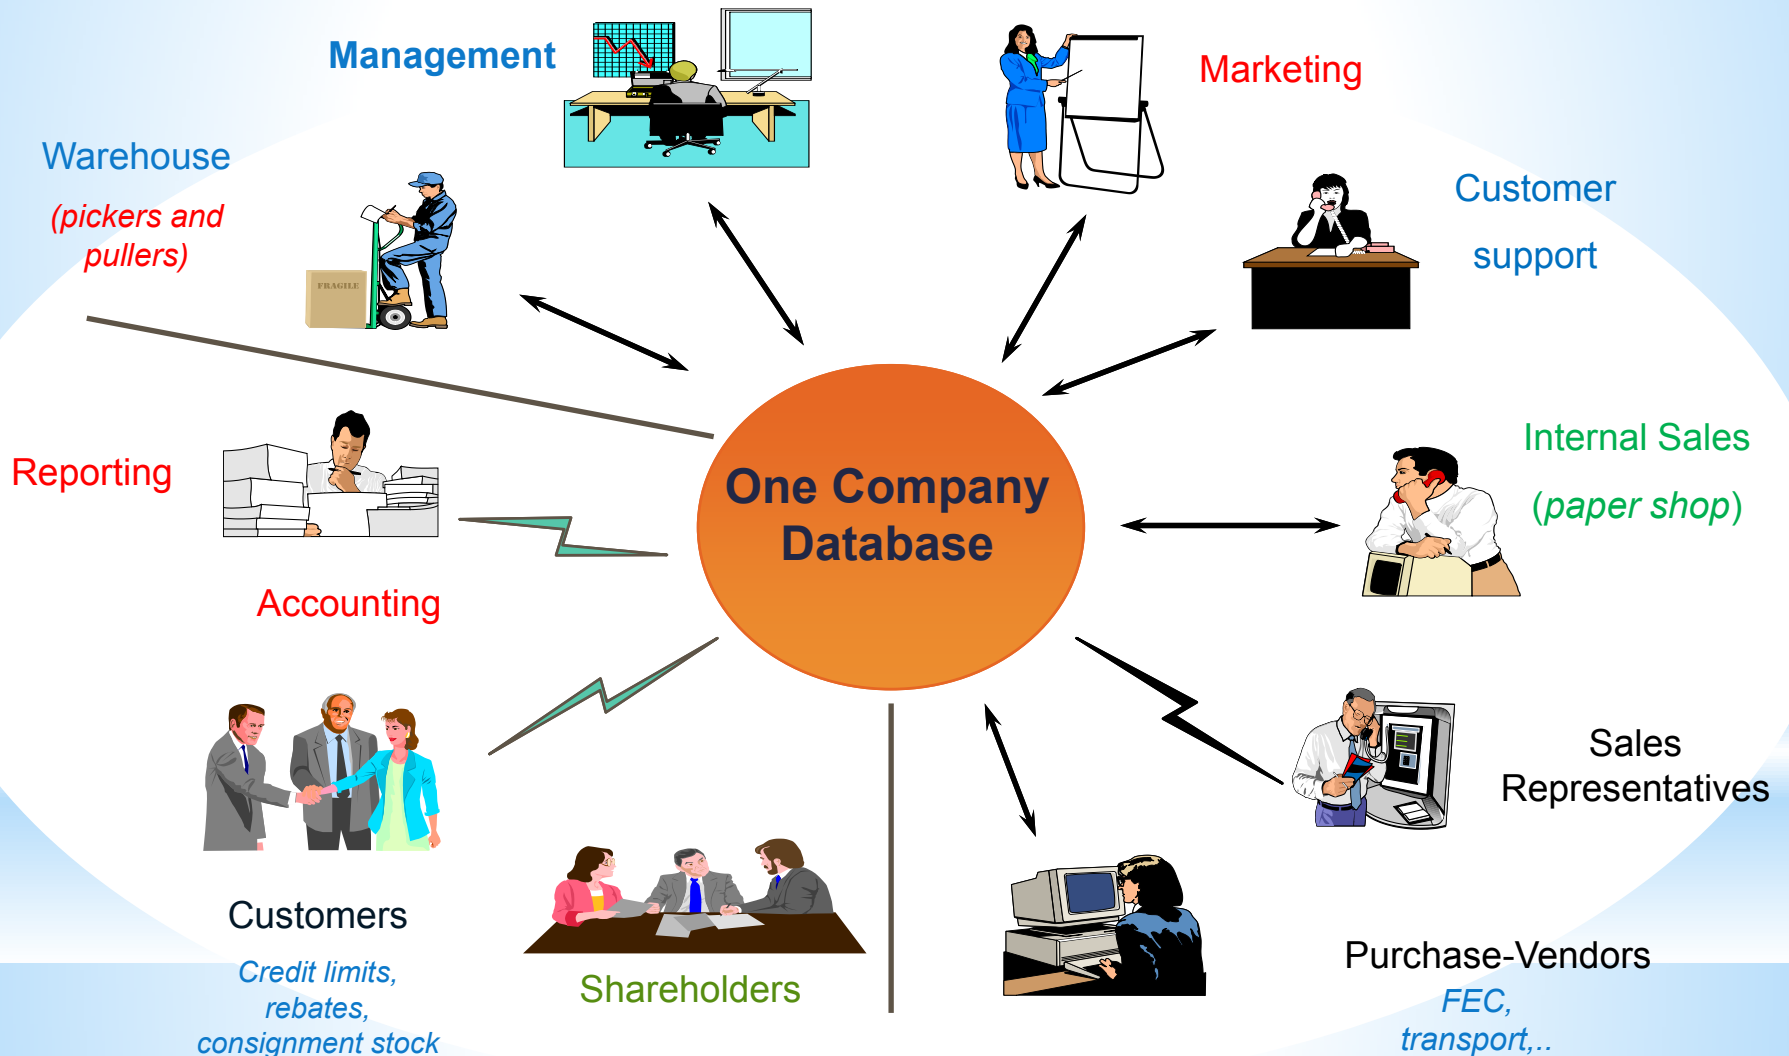 Management
Marketing
Warehouse
(pickers and
pullers)
Customer
support
FRAGILE
Internal Sales
(paper shop)
Reporting
One Company
Database
Accounting
Sales
Representatives
Customers
Credit limits,
rebates,
consignment stock
Shareholders
Purchase-Vendors
FEC,
transport,..